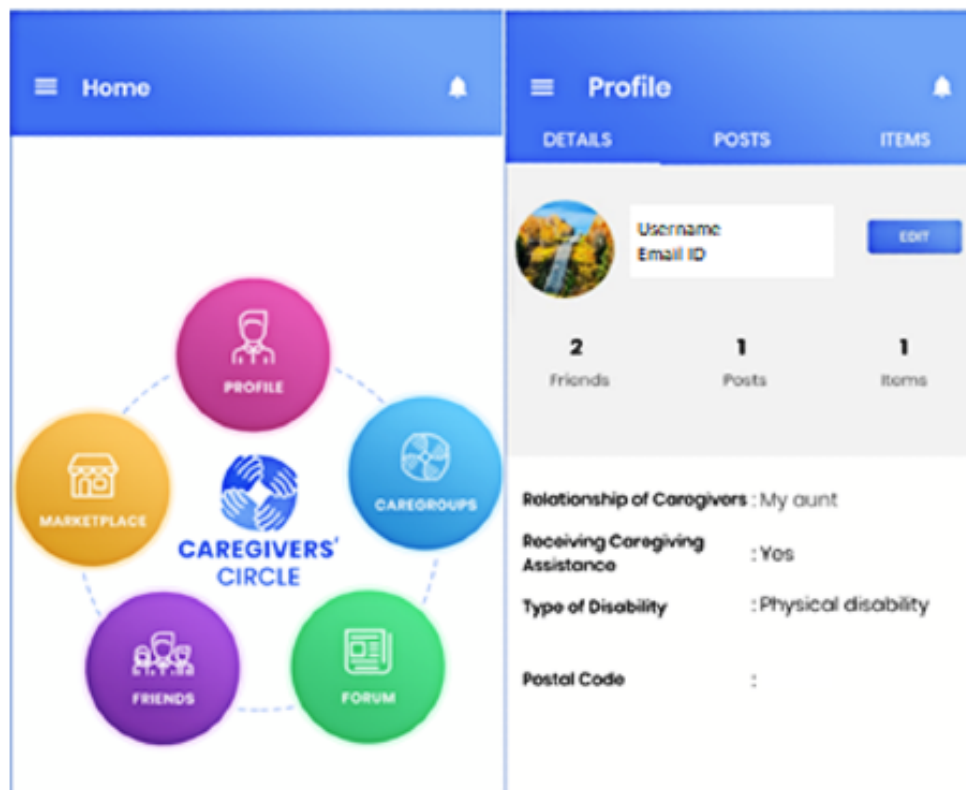 Home
PROFILE
MARKETPLACE
CAREGROUPS
CAREGIVERS'
CIRCLE
FRIENDS
FORUM
Profile
DETAILS POSTS ITEMS
Username
Email ID
EDIT
2 1 1
Friends Posts Items
Relationship of Caregivers : My aunt
Receiving Caregiving
Assistance : Yes
Type of Disability : Physical disability
Postal Code :